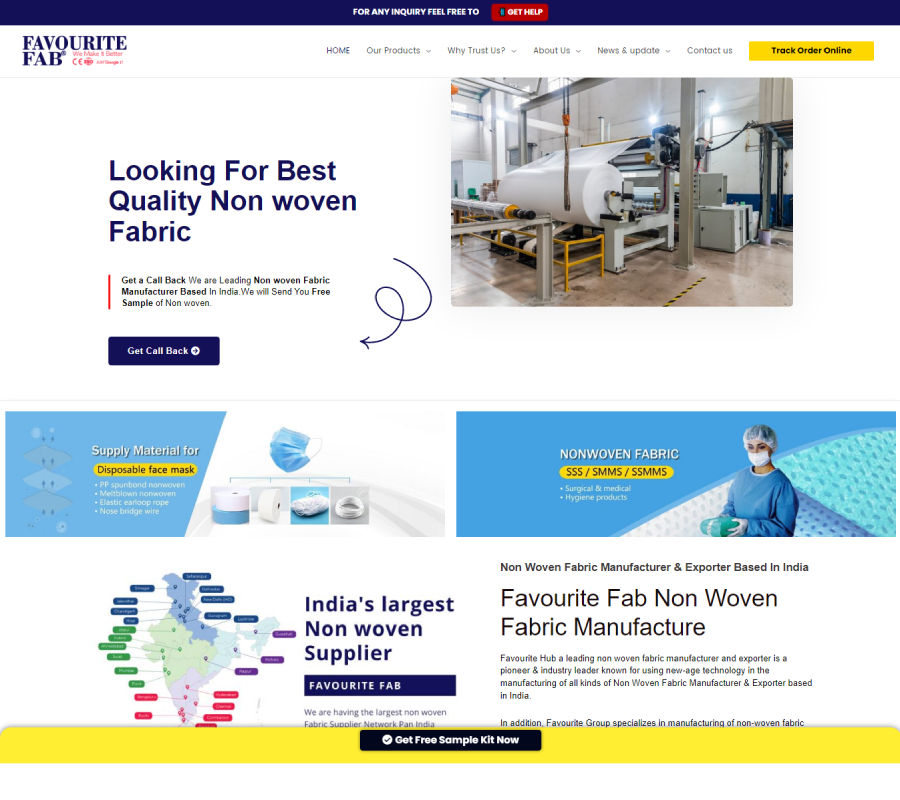 FOR ANY INQUIRY FEEL FREE TO
GET HELP
FAVOURITE
FAB®
We Make It Better
CE
HOME
Our Products
Why Trust Us?
About Us
News & update
Contact us
Track Order Online
Looking For Best
Quality Non woven
Fabric
Get a Call Back We are Leading Non woven Fabric
Manufacturer Based In India.We will Send You Free
Sample of Non woven.
Get Call Back
Supply Material for
Disposable face mask
• PP spunbond nonwoven
• Meltblown nonwoven
• Elastic earloop rope
• Nose bridge wire
NONWOVEN FABRIC
SSS / SMMS / SSMMS
• Surgical & medical
• Hygiene products
India's largest
Non woven
Supplier
FAVOURITE FAB
We are having the largest non woven
Fabric Supplier Network Pan India
Non Woven Fabric Manufacturer & Exporter Based In India
Favourite Fab Non Woven
Fabric Manufacture
Favourite Hub a leading non woven fabric manufacturer and exporter is a
pioneer & industry leader known for using new-age technology in the
manufacturing of all kinds of Non Woven Fabric Manufacturer & Exporter based
in India.
In addition, Favourite Group specializes in manufacturing of non-woven fabric
Get Free Sample Kit Now